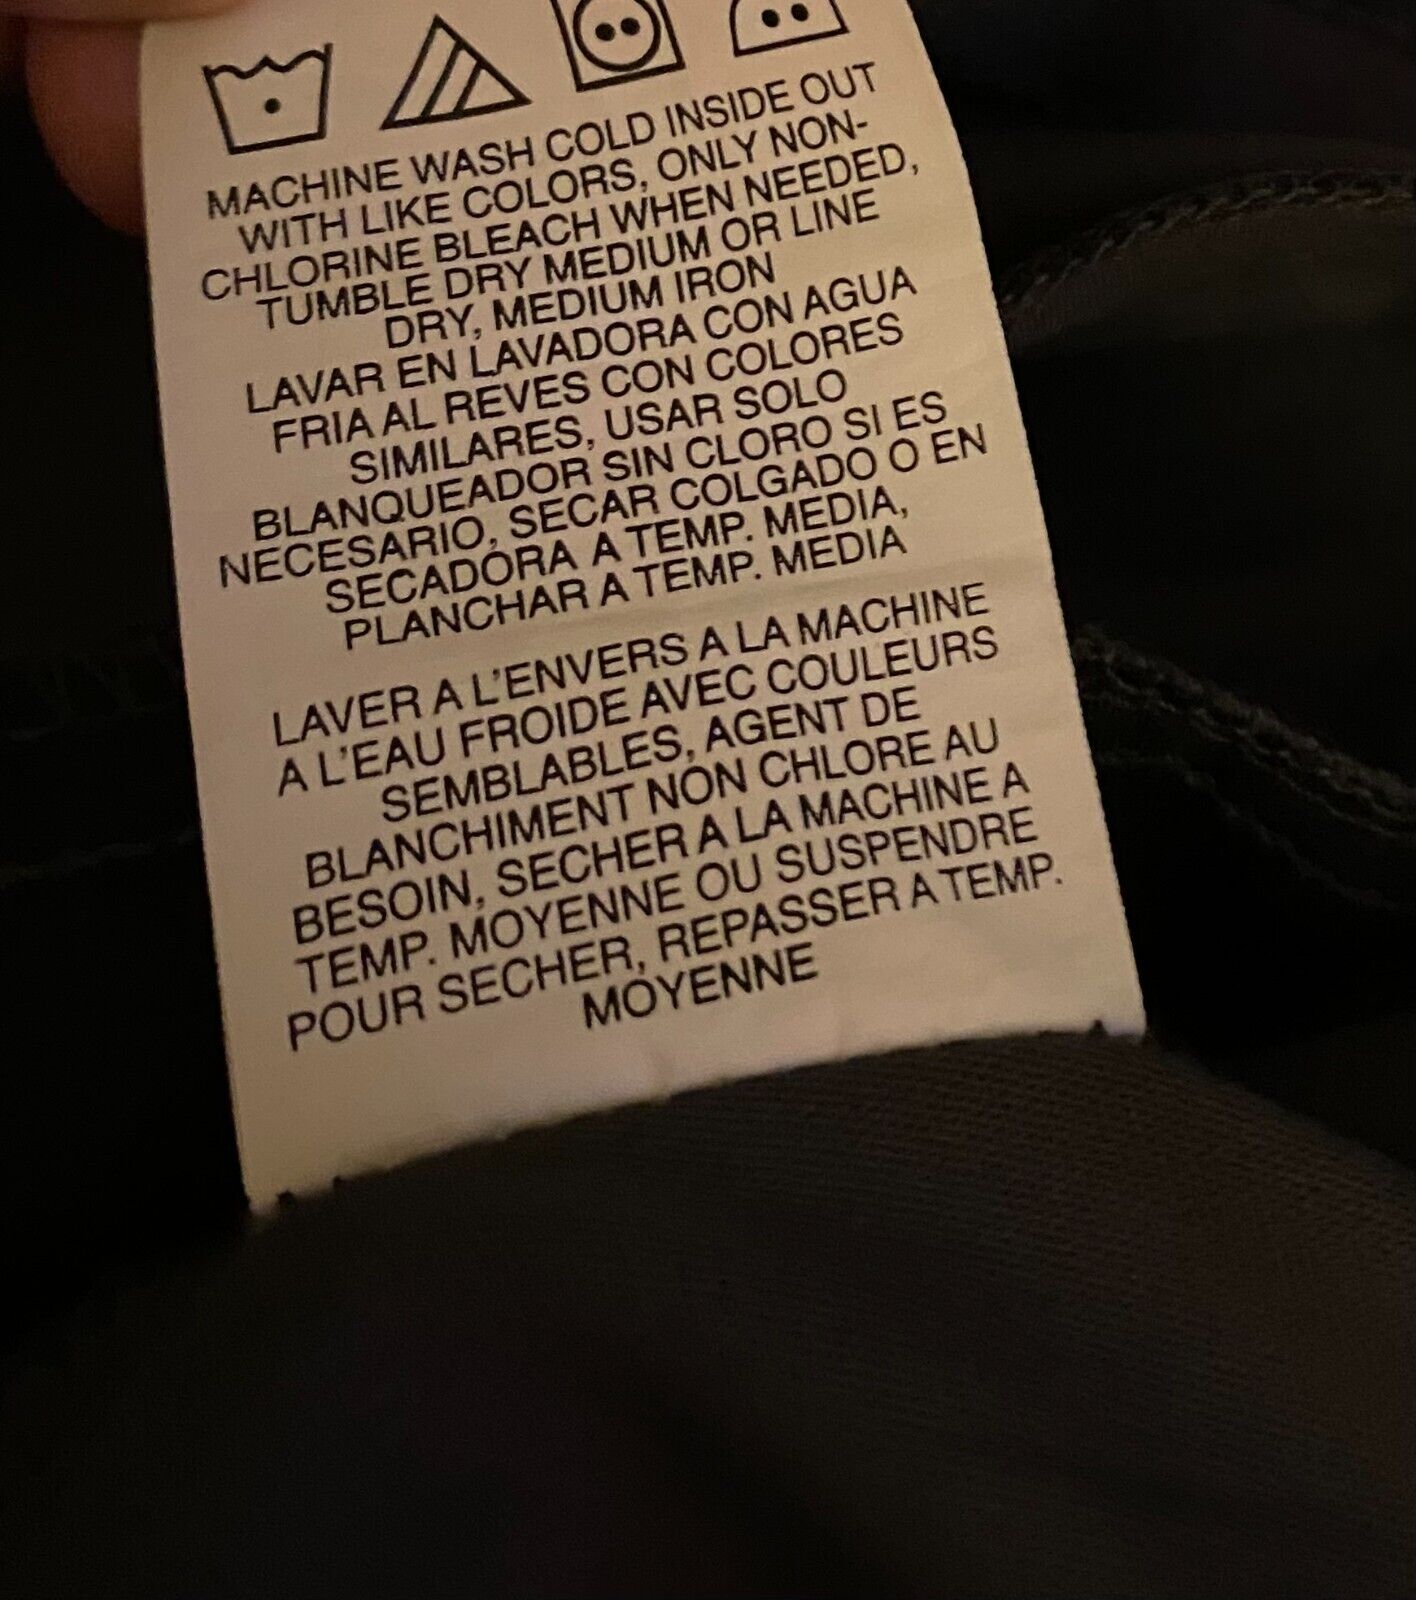 MACHINE WASH COLD INSIDE OUT
WITH LIKE COLORS, ONLY NON-
CHLORINE BLEACH WHEN NEEDED,
TUMBLE DRY MEDIUM OR LINE
DRY, MEDIUM IRON
LAVAR EN LAVADORA CON AGUA
FRIA AL REVES CON COLORES
SIMILARES, USAR SOLO
BLANQUEADOR SIN CLORO SI ES
NECESARIO, SECAR COLGADO O EN
SECADORA A TEMP. MEDIA,
PLANCHAR A TEMP. MEDIA
LAVER A L'ENVERS A LA MACHINE
A L'EAU FROIDE AVEC COULEURS
SEMBLABLES, AGENT DE
BLANCHIMENT NON CHLORE AU
BESOIN, SECHER A LA MACHINE A
TEMP. MOYENNE OU SUSPENDRE
POUR SECHER, REPASSER A TEMP.
MOYENNE